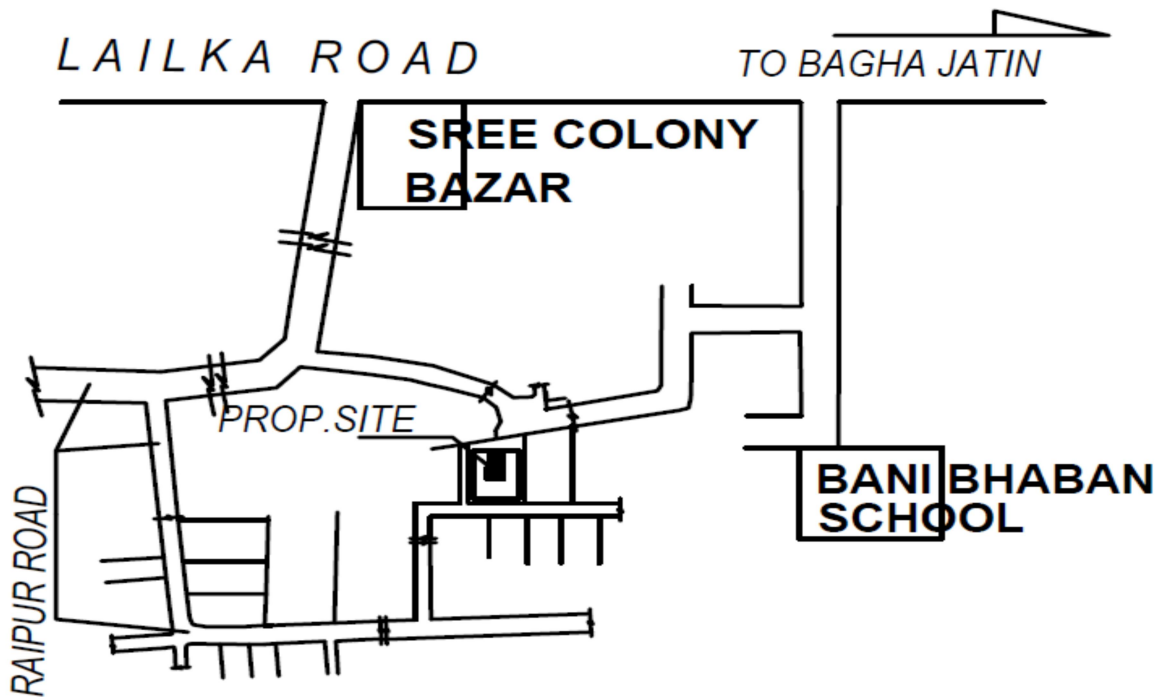 LAILKA ROAD
TO BAGHA JATIN
SREE COLONY
BAZAR
PROP.SITE
BANI BHABAN
SCHOOL
RAIPUR ROAD